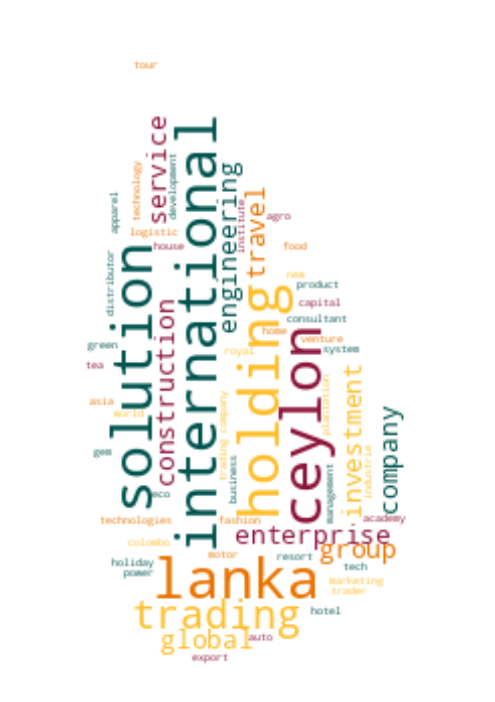 tour
service
international
technology
development
engineering
apparel
institute
travel
agro
logistic
house
food
solution
distributor
new
product
holding
capital
construction
consultant
ceylon
home
venture
green
royal
system
tea
investment
plantation
asia
world
trading company
company
gem
business
management
industrie
eco
technologies
fashion
academy
enterprise
colombo
group
motor
resort
holiday
tech
power
lanka
marketing
trader
trading
hotel
global
auto
export